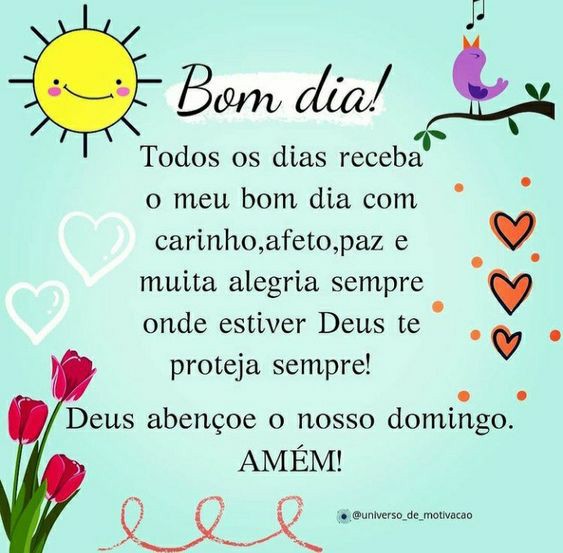 Bom dia!
Todos os dias receba
o meu bom dia com
carinho,afeto,paz e
muita alegria sempre
onde estiver Deus te
proteja sempre!
Deus abençoe o nosso domingo.
AMÉM!
@universo_de_motivacao